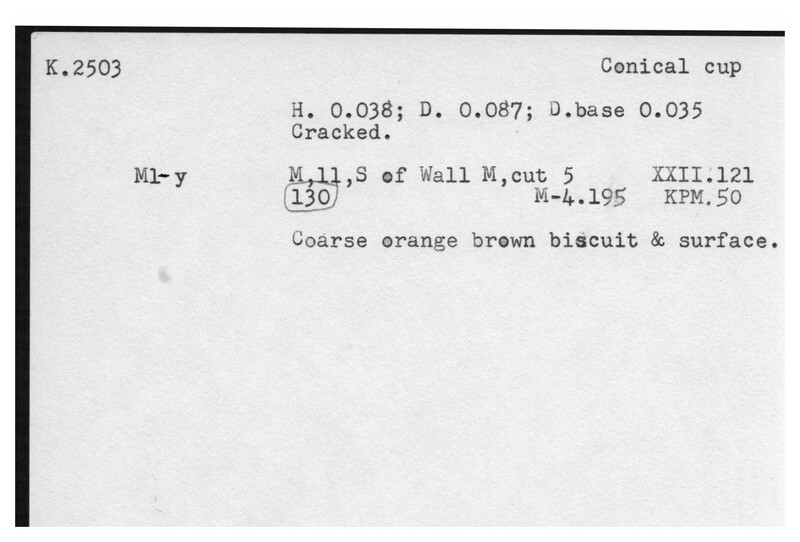 K.2503 Conical cup
H. 0.038; D. 0.087; D.base 0.035
Cracked.
Ml-y M,11,S of Wall M,cut 5 XXII.121
130 M-4.195 KPM.50
Coarse orange brown biscuit & surface.